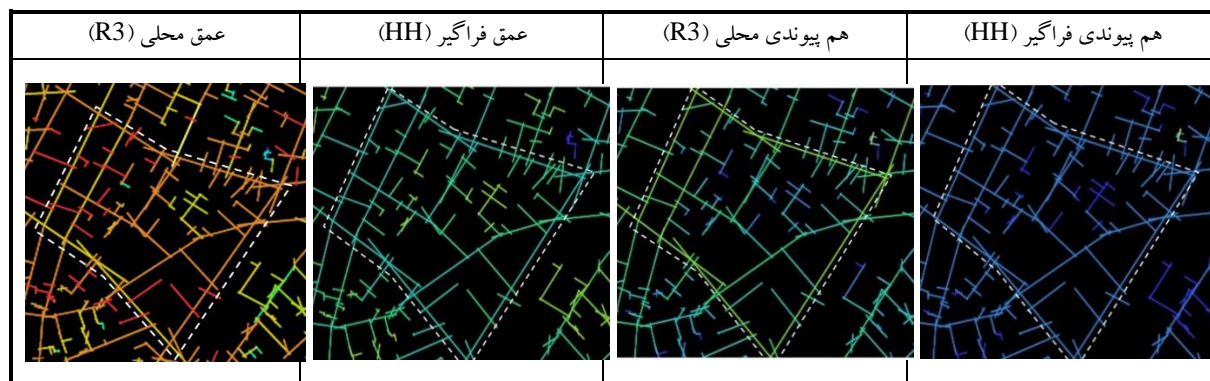 هم پیوندی فراگیر (HH)
هم پیوندی محلی (R3)
عمق فراگیر (HH)
عمق محلی (R3)